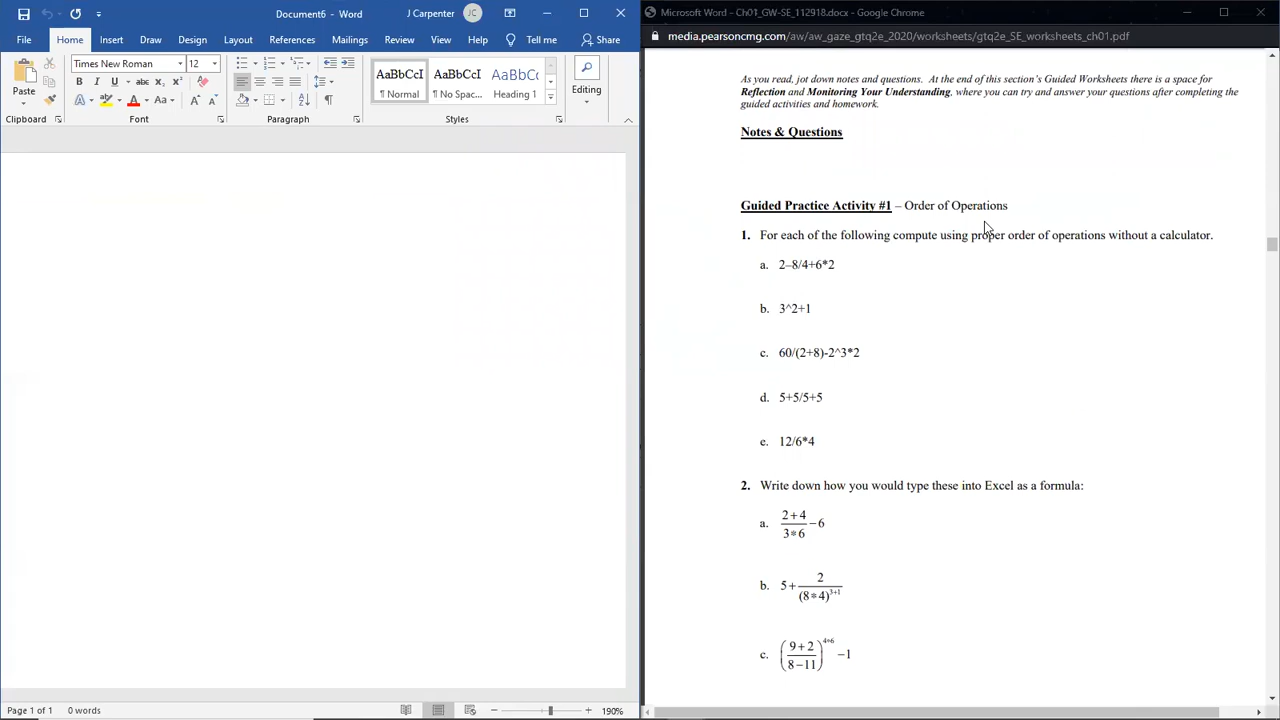 Document6 - Word
J Carpenter
JC
File
Home
Insert
Draw
Design
Layout
References
Mailings
Review
View
Help
Tell me
Share
Paste
Clipboard
Times New Roman
12
Font
Paragraph
AaBbCcI
¶ Normal
AaBbCcI
¶ No Spac...
AaBbCcI
Heading 1
Styles
Editing
Page 1 of 1
0 words
190%
Microsoft Word - Ch01_GW-SE_112918.docx - Google Chrome
media.pearsoncmg.com/aw/aw_gaze_gtq2e_2020/worksheets/gtq2e_SE_worksheets_ch01.pdf
As you read, jot down notes and questions. At the end of this section's Guided Worksheets there is a space for
Reflection and Monitoring Your Understanding, where you can try and answer your questions after completing the
guided activities and homework.
Notes & Questions
Guided Practice Activity #1 – Order of Operations
1. For each of the following compute using proper order of operations without a calculator.
a. 2–8/4+6*2
b. 3^2+1
c. 60/(2+8)-2^3*2
d. 5+5/5+5
e. 12/6*4
2. Write down how you would type these into Excel as a formula:
a. (2+4)/(3*6) −6
b. 5+ 2/(8*4)^(3+1)
c. ((9+2)/(8−11))^(4÷6) −1